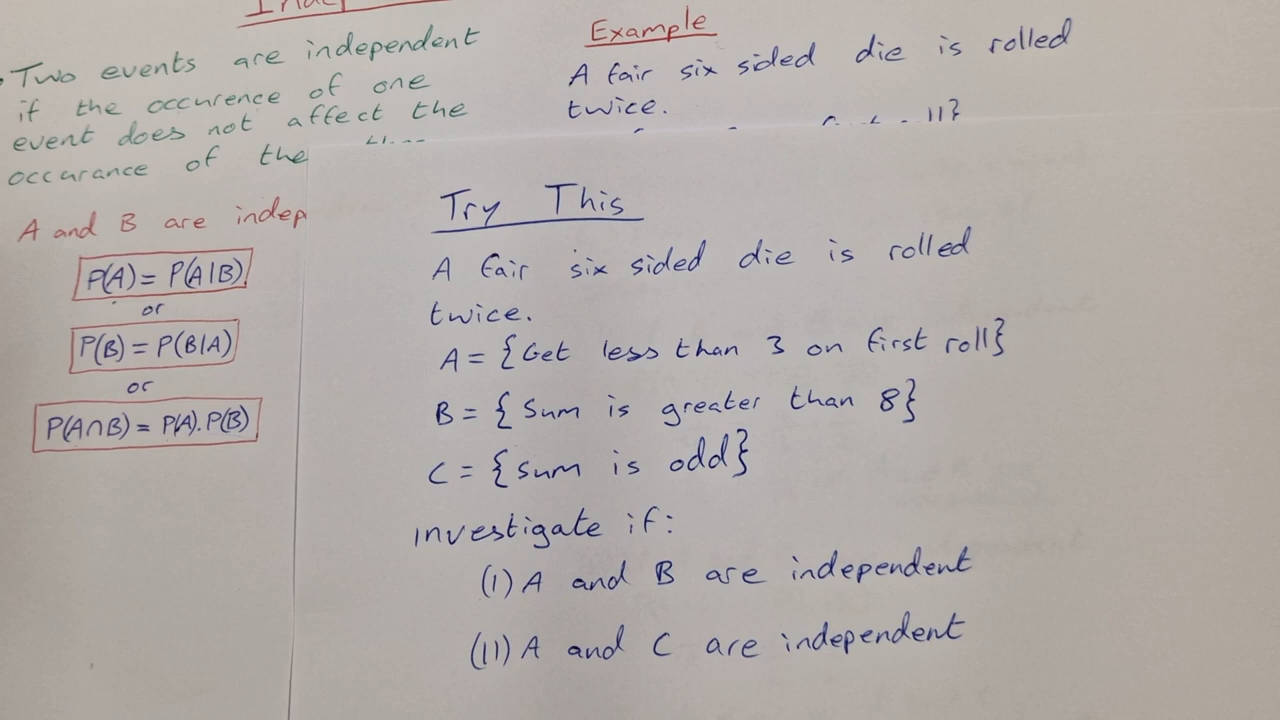 Two events are independent
if the occurence of one
event does not affect the
occurance of the
A and B are indep
P(A) = P(A|B)
or
P(B) = P(B|A)
or
P(A∩B) = P(A).P(B)
Example
A fair six sided die is rolled
twice.
Try This
A fair six sided die is rolled
twice.
A = {Get less than 3 on first roll}
B = {Sum is greater than 8}
C = {Sum is odd}
investigate if:
(I) A and B are independent
(II) A and C are independent